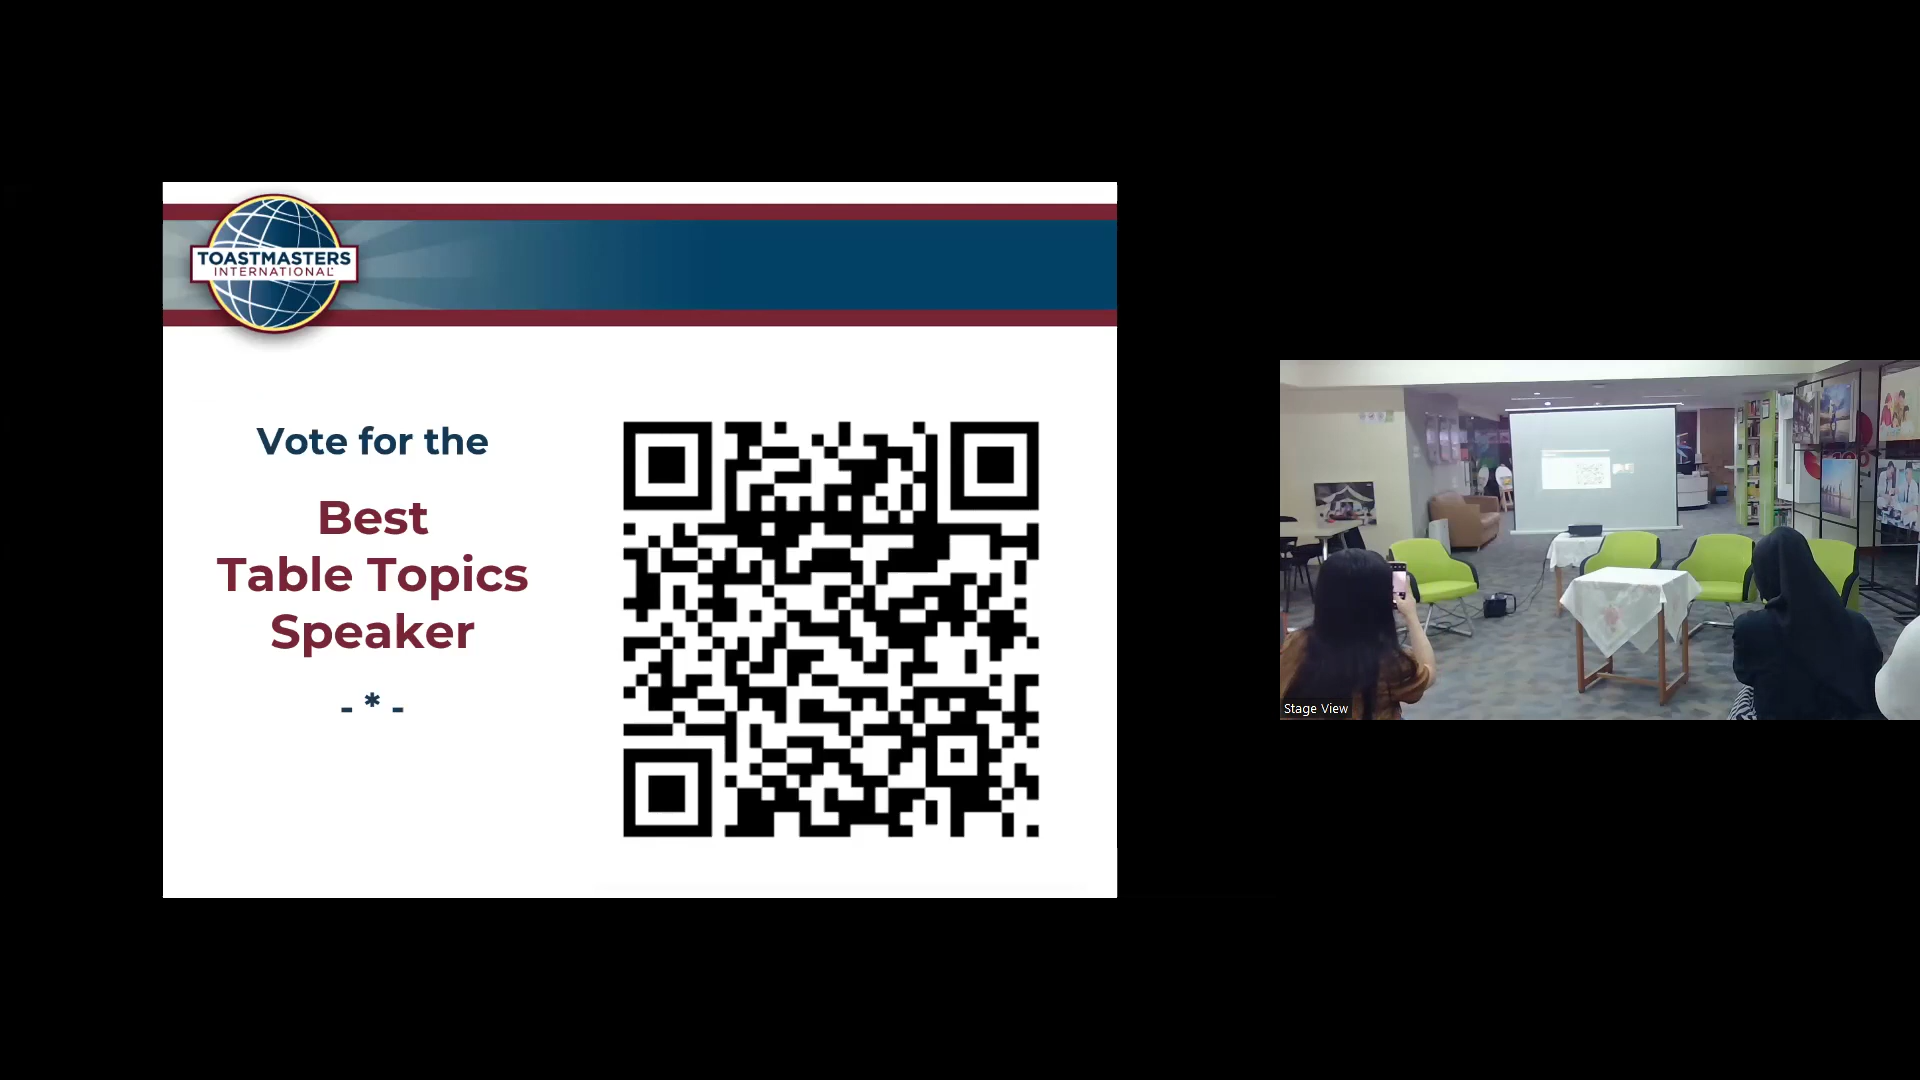 TOASTMASTERS
INTERNATIONAL
Vote for the
Best
Table Topics
Speaker
- * -
Stage View